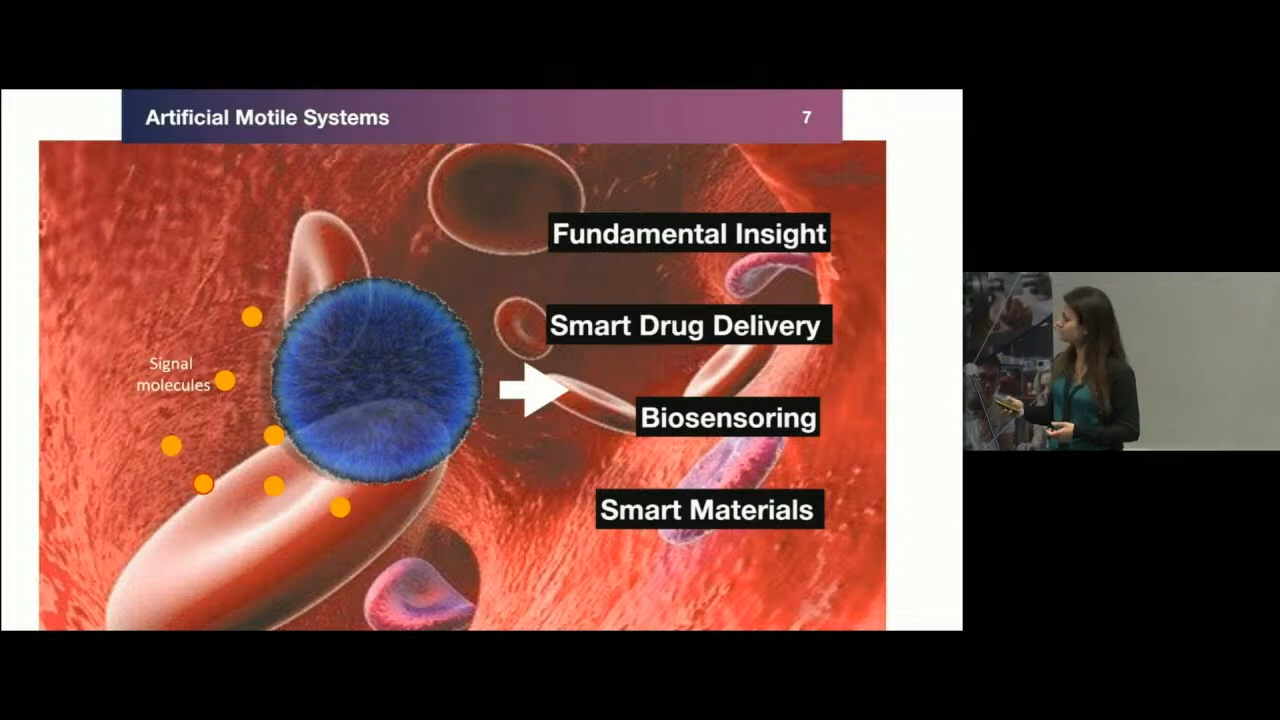 Artificial Motile Systems
7
Fundamental Insight
Smart Drug Delivery
Signal
molecules
Biosensoring
Smart Materials